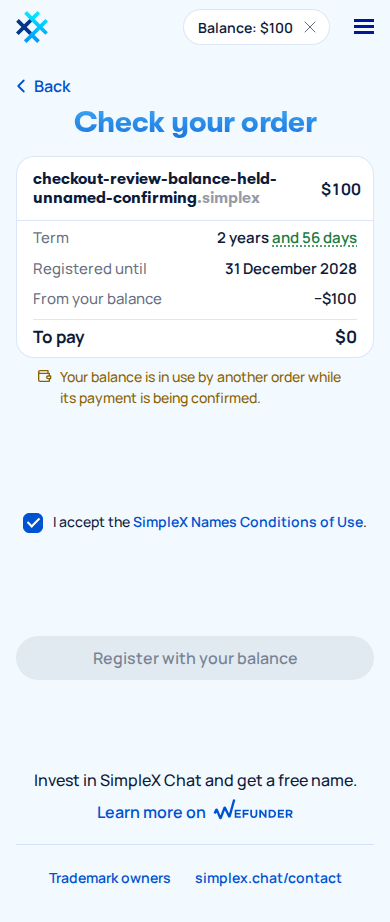 Balance: $100
Back
Check your order
checkout-review-balance-held-
unnamed-confirming.simplex
$100
Term
2 years and 56 days
Registered until
31 December 2028
From your balance
−$100
To pay
$0
Your balance is in use by another order while
its payment is being confirmed.
I accept the SimpleX Names Conditions of Use.
Register with your balance
Invest in SimpleX Chat and get a free name.
Learn more on WEFUNDER
Trademark owners
simplex.chat/contact